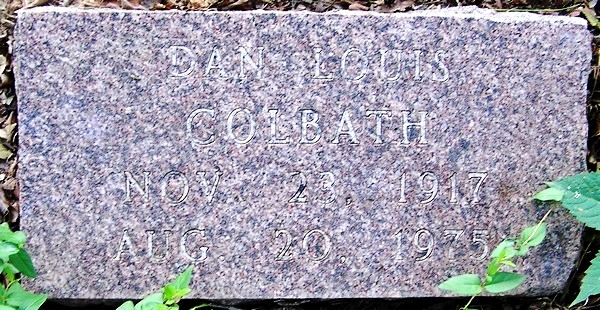 DAN LOUIS
COLBATH
NOV. 23, 1917
AUG. 20, 1975